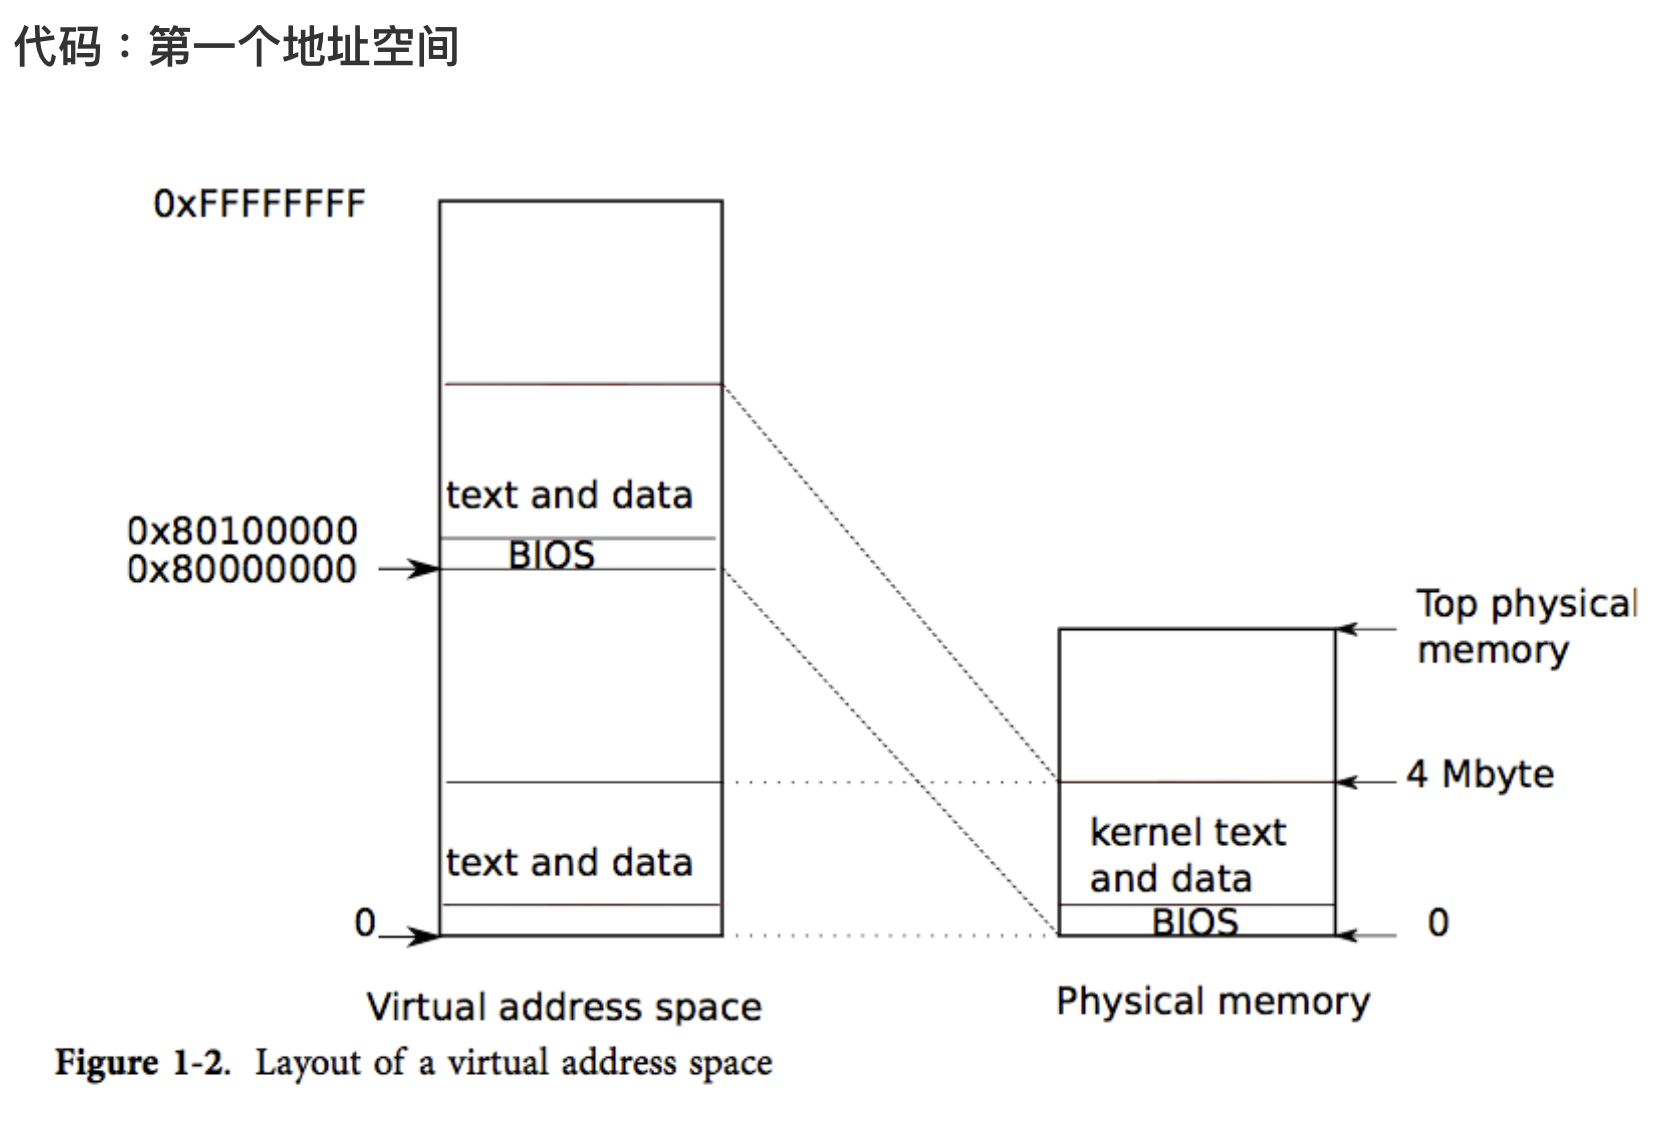 代码：第一个地址空间
0xFFFFFFFF
text and data
0x80100000
BIOS
0x80000000
Top physical
memory
4 Mbyte
kernel text
and data
text and data
BIOS
0
0
Virtual address space
Physical memory
Figure 1-2. Layout of a virtual address space